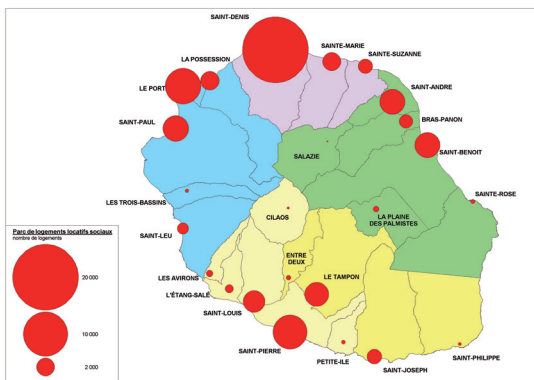 SAINT-DENIS
SAINTE-MARIE
SAINTE-SUZANNE
LA POSSESSION
LE PORT
SAINT-ANDRE
SAINT-PAUL
BRAS-PANON
SAINT-BENOIT
SALAZIE
LES TROIS-BASSINS
SAINTE-ROSE
CILAOS
LA PLAINE
DES PALMISTES
SAINT-LEU
ENTRE
DEUX
LES AVIRONS
LE TAMPON
L'ÉTANG-SALÉ
SAINT-LOUIS
SAINT-PIERRE
PETITE-ILE
SAINT-JOSEPH
SAINT-PHILIPPE
Parc de logements locatifs sociaux
nombre de logements
20 000
10 000
2 000